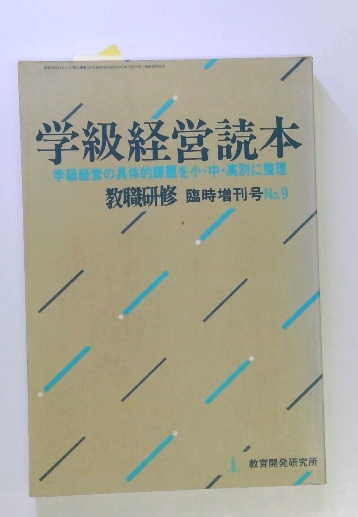 学級経営読本
学級経営の具体的課題を小・中・高別に整理
教職研修 臨時増刊号No.9
教育開発研究所